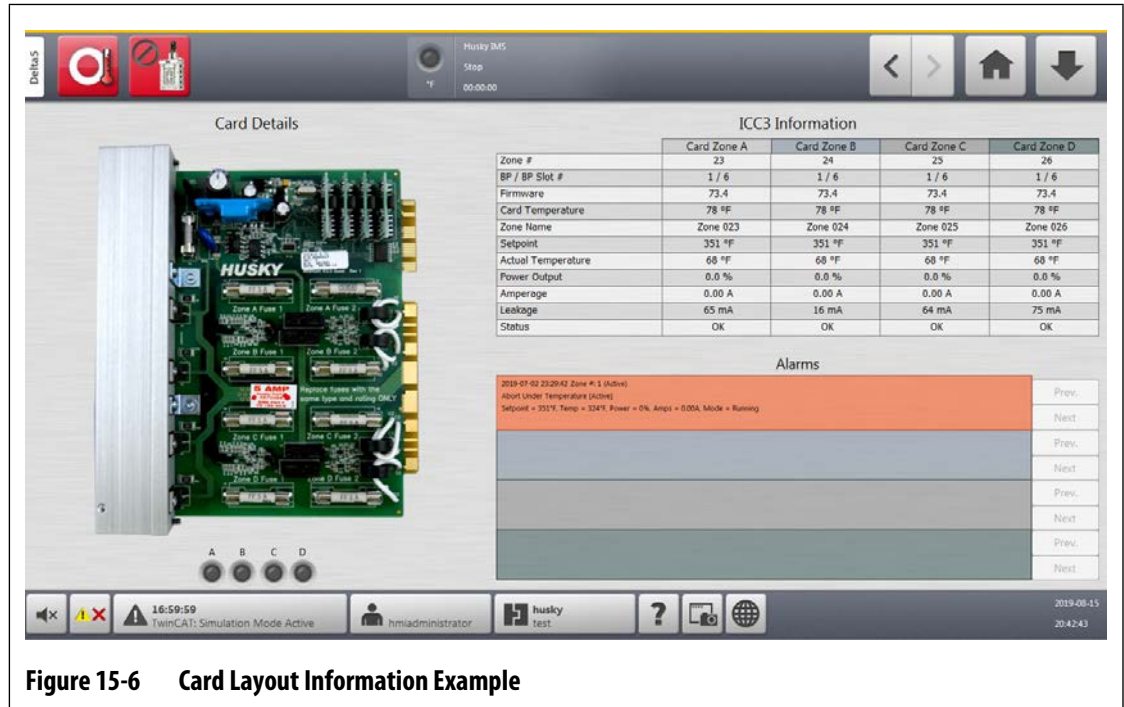 Delta5
Husky IMS
Stop
°F 00:00:00
Card Details
ICC3 Information
Card Zone A Card Zone B Card Zone C Card Zone D
Zone # 23 24 25 26
BP / BP Slot # 1 / 6 1 / 6 1 / 6 1 / 6
Firmware 73.4 73.4 73.4 73.4
Card Temperature 78 °F 78 °F 78 °F 78 °F
Zone Name Zone 023 Zone 024 Zone 025 Zone 026
Setpoint 351 °F 351 °F 351 °F 351 °F
Actual Temperature 68 °F 68 °F 68 °F 68 °F
Power Output 0.0 % 0.0 % 0.0 % 0.0 %
Amperage 0.00 A 0.00 A 0.00 A 0.00 A
Leakage 65 mA 16 mA 64 mA 75 mA
Status OK OK OK OK
HUSKY
Zone A Fuse 1 Zone A Fuse 2
Zone B Fuse 1 Zone B Fuse 2
5 AMP
Replace fuses with the
same type and rating ONLY
Zone C Fuse 1 Zone C Fuse 2
Zone D Fuse 1 Zone D Fuse 2
A B C D
Alarms
2019-07-02 23:29:42 Zone #: 1 (Active)
Abort Under Temperature (Active)
Setpoint = 351°F, Temp = 324°F, Power = 0%, Amps = 0.00A, Mode = Running
Prev.
Next
Prev.
Next
Prev.
Next
Prev.
Next
16:59:59
TwinCAT: Simulation Mode Active
hmiadministrator
husky
test
?
2019-08-15
20:42:43
Figure 15-6 Card Layout Information Example